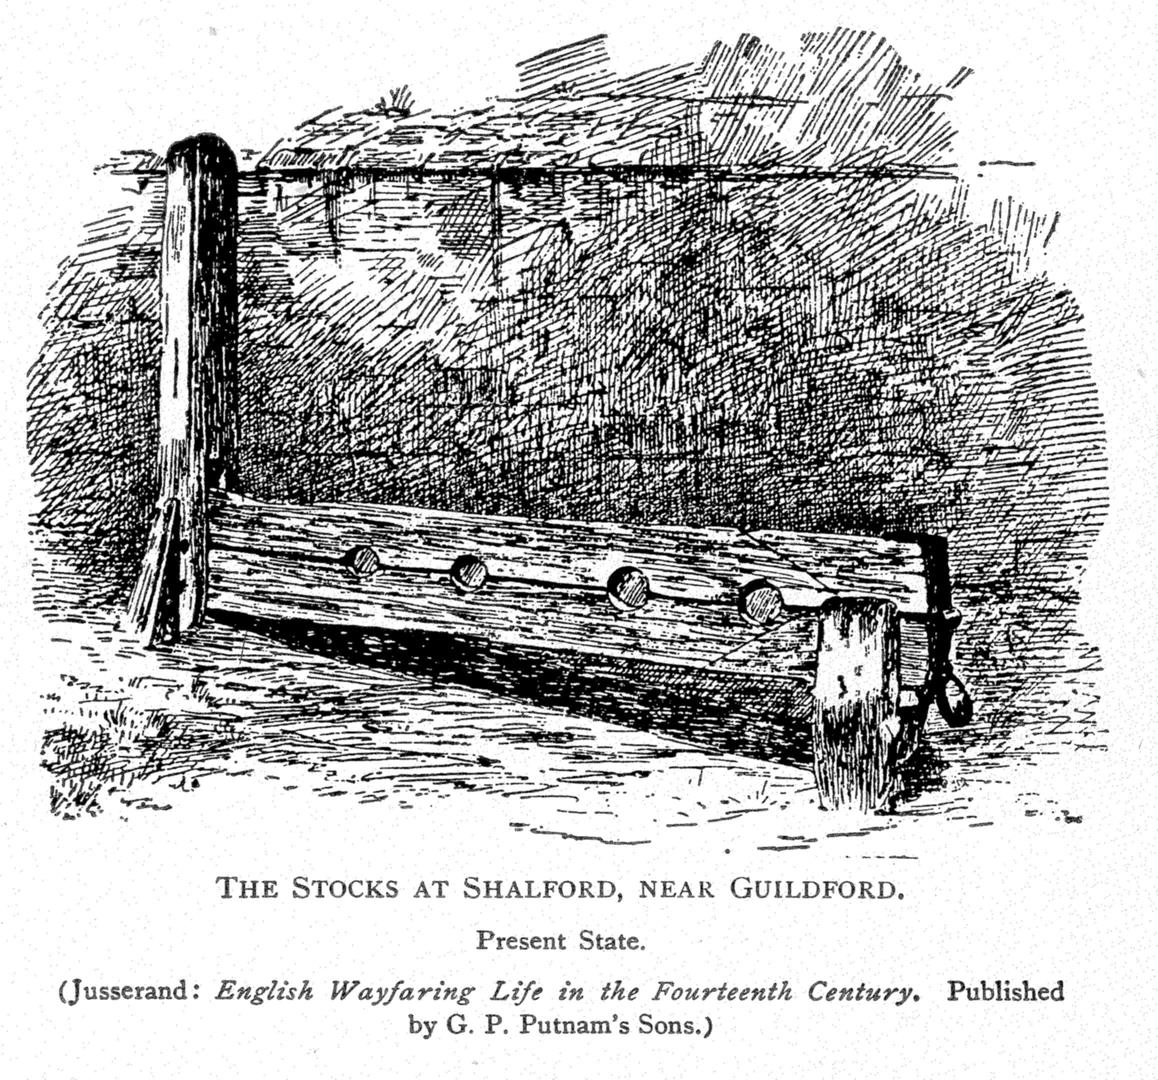 THE STOCKS AT SHALFORD, NEAR GUILDFORD.
Present State.
(Jusserand: English Wayfaring Life in the Fourteenth Century. Published
by G. P. Putnam's Sons.)